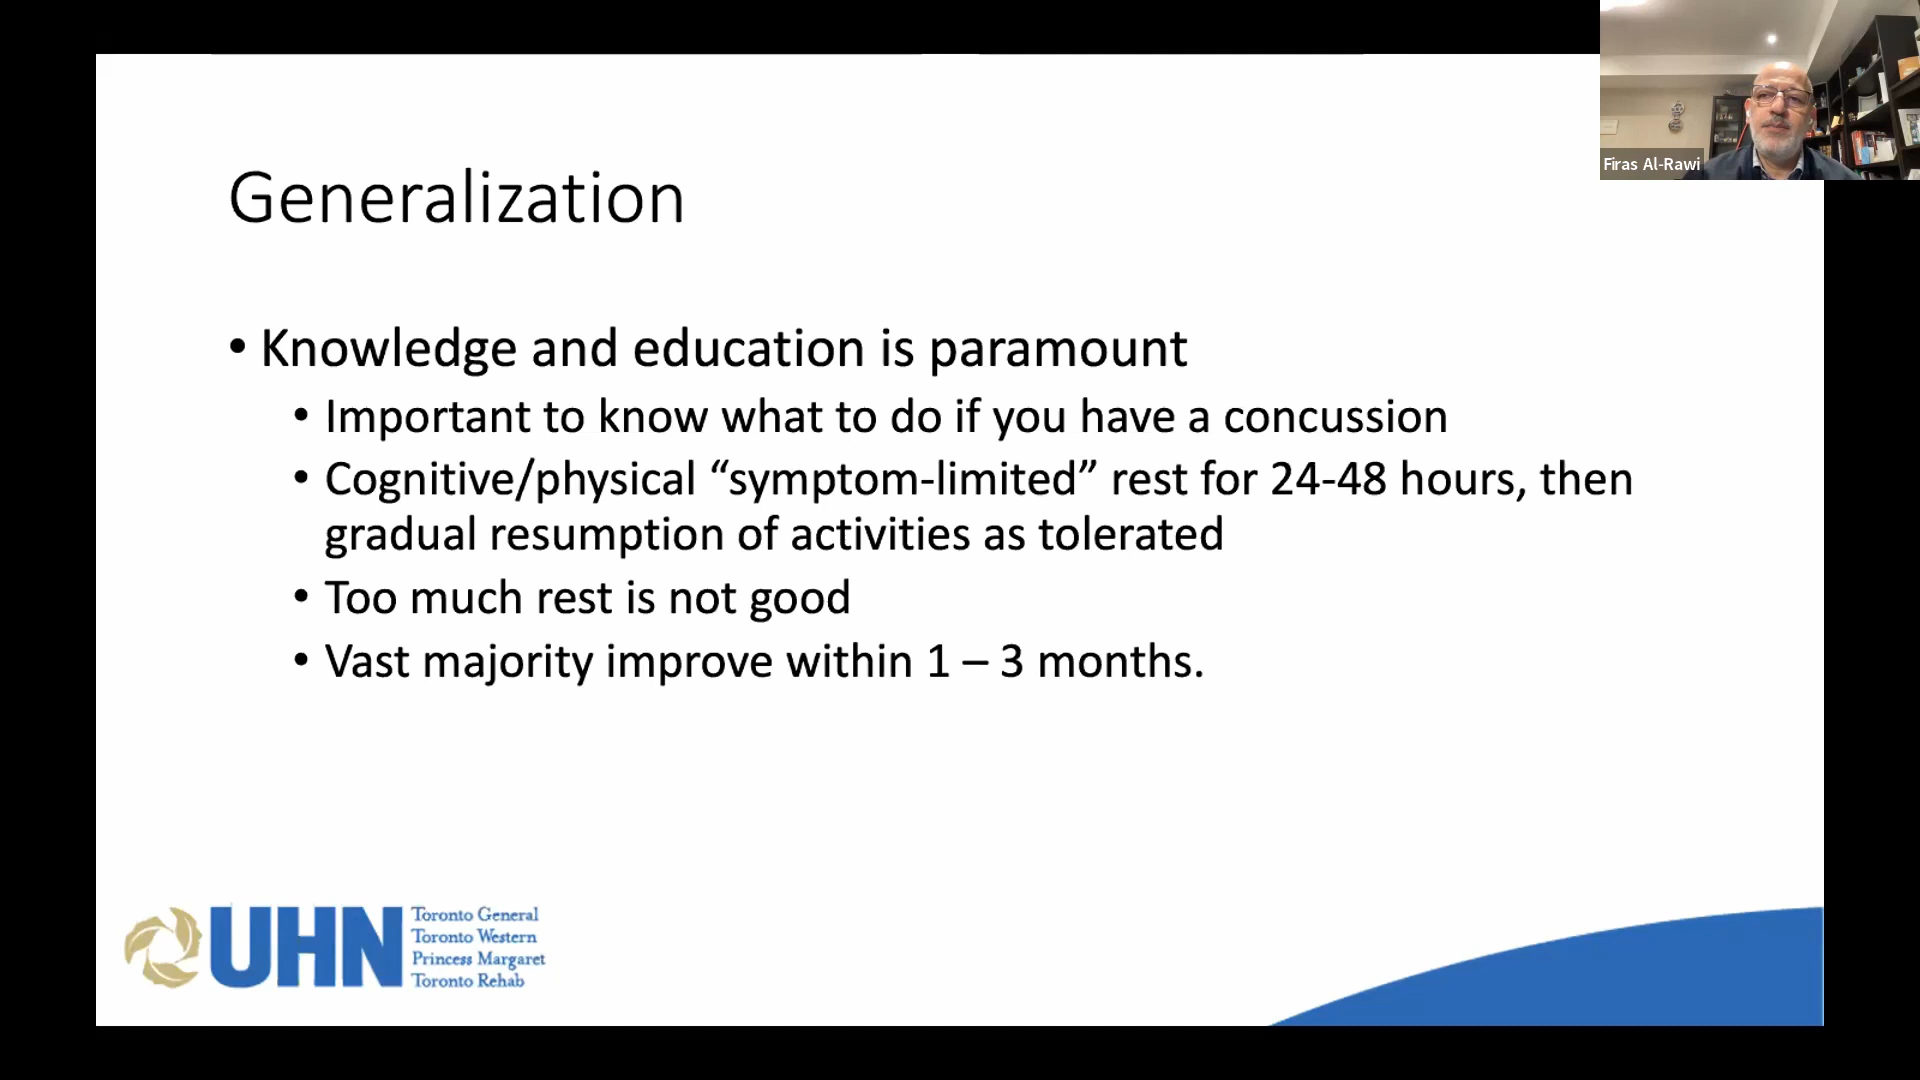 Firas Al-Rawi
Generalization
• Knowledge and education is paramount
• Important to know what to do if you have a concussion
• Cognitive/physical “symptom-limited” rest for 24-48 hours, then
gradual resumption of activities as tolerated
• Too much rest is not good
• Vast majority improve within 1 – 3 months.
UHN
Toronto General
Toronto Western
Princess Margaret
Toronto Rehab